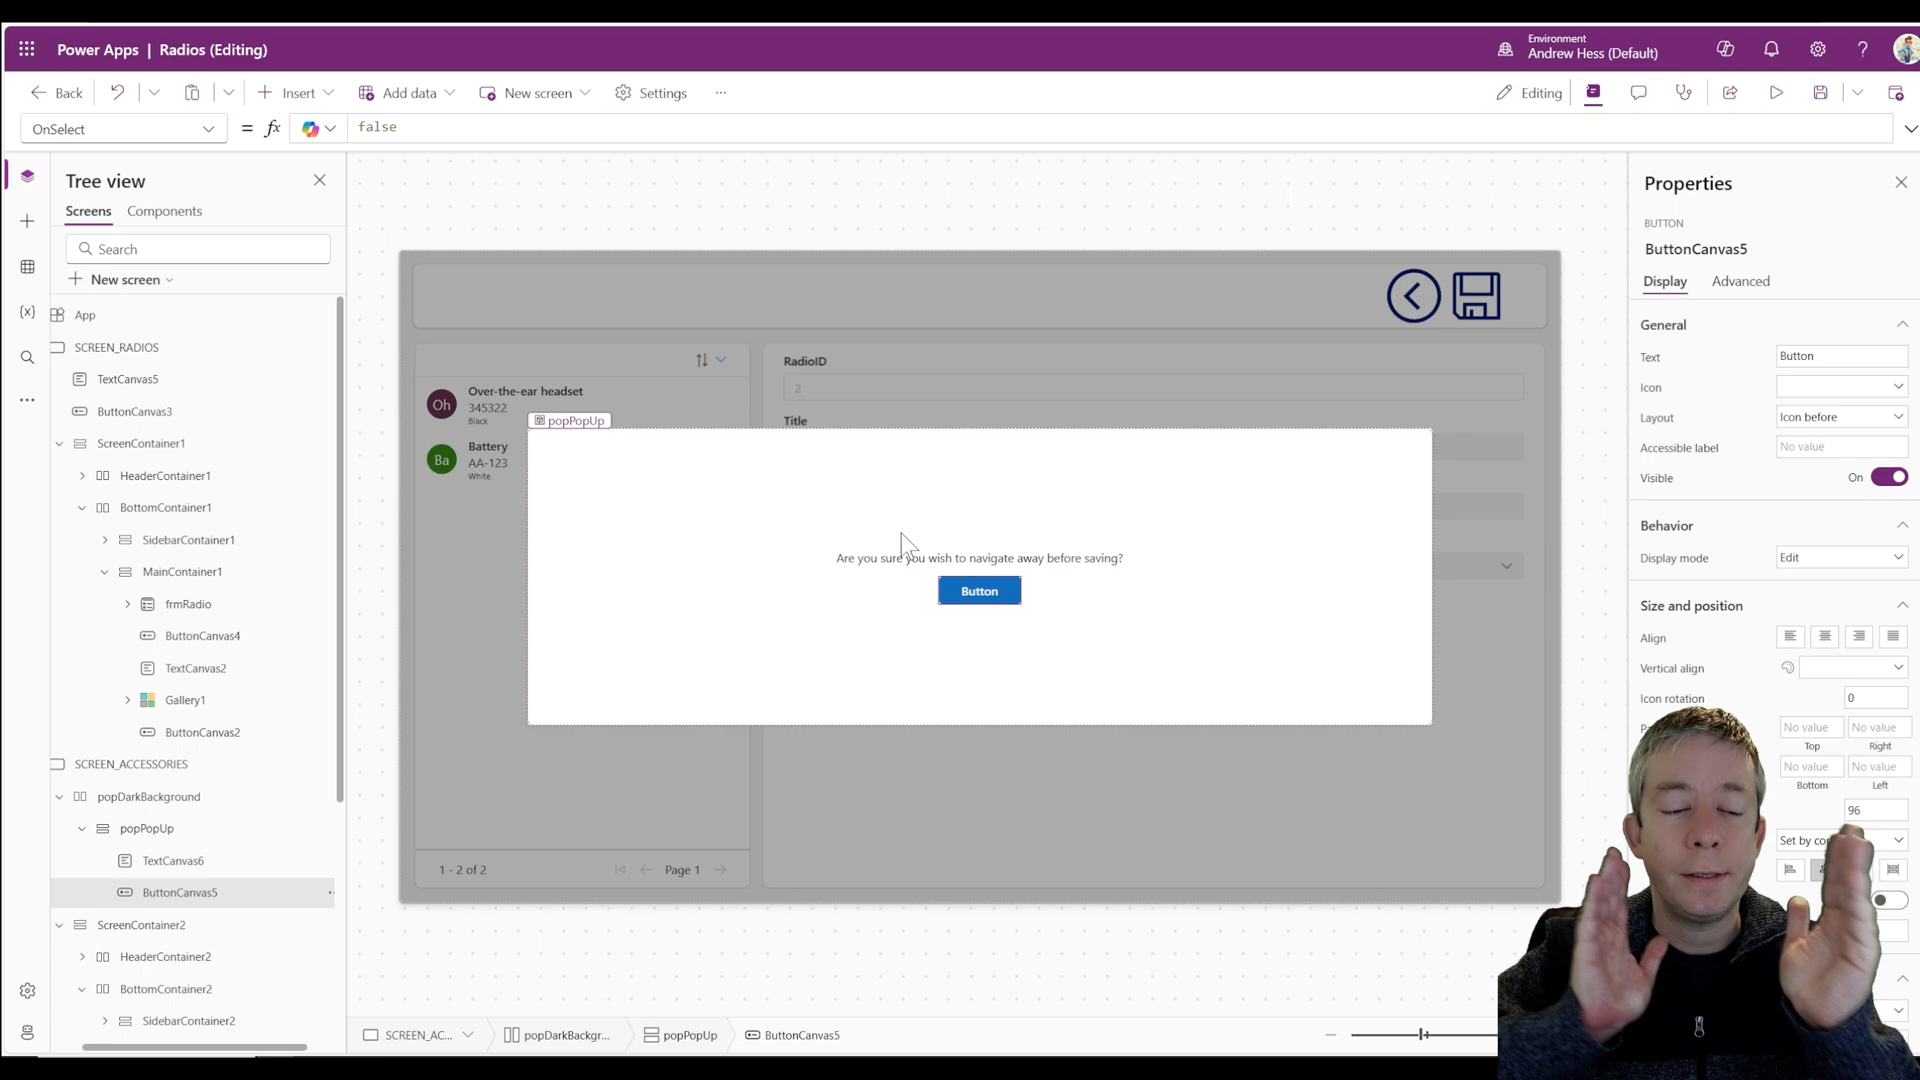 Power Apps | Radios (Editing)
Environment
Andrew Hess (Default)
?
Back
Insert
Add data
New screen
Settings
...
Editing
OnSelect
= fx
false
Tree view
Screens
Components
Search
New screen
App
SCREEN_RADIOS
TextCanvas5
ButtonCanvas3
ScreenContainer1
HeaderContainer1
BottomContainer1
SidebarContainer1
MainContainer1
frmRadio
ButtonCanvas4
TextCanvas2
Gallery1
ButtonCanvas2
SCREEN_ACCESSORIES
popDarkBackground
popPopUp
TextCanvas6
ButtonCanvas5
ScreenContainer2
HeaderContainer2
BottomContainer2
SidebarContainer2
Oh
Over-the-ear headset
345322
Black
Ba
Battery
AA-123
White
1 - 2 of 2
Page 1
RadioID
2
Title
popPopUp
Are you sure you wish to navigate away before saving?
Button
SCREEN_AC...
popDarkBackgr...
popPopUp
ButtonCanvas5
Properties
BUTTON
ButtonCanvas5
Display
Advanced
General
Text
Button
Icon
Layout
Icon before
Accessible label
No value
Visible
On
Behavior
Display mode
Edit
Size and position
Align
Vertical align
Icon rotation
0
No value
No value
Top
Right
No value
No value
Bottom
Left
96
Set by co